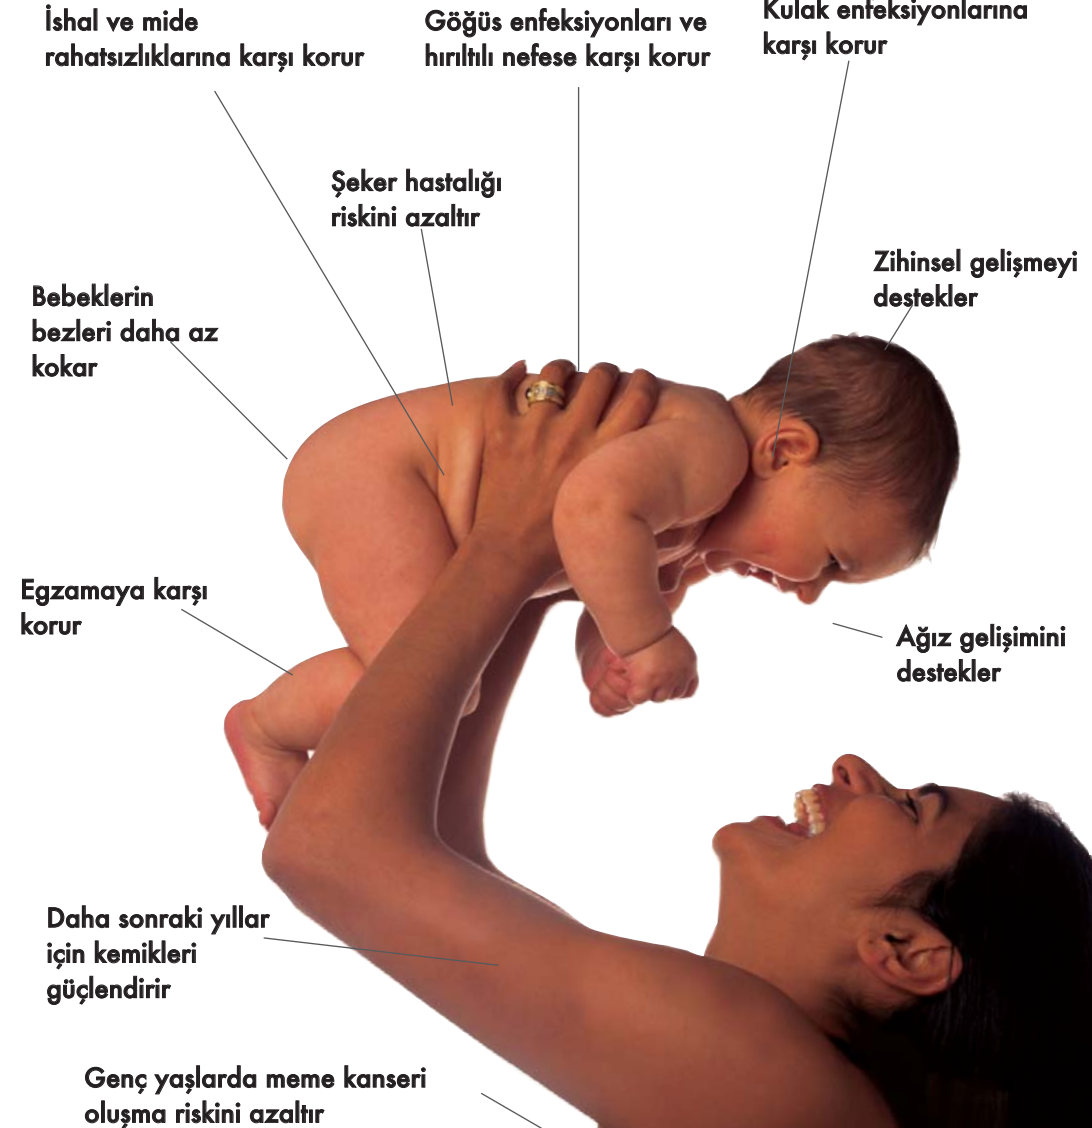 İshal ve mide
rahatsızlıklarına karşı korur
Göğüs enfeksiyonları ve
hırıltılı nefese karşı korur
Kulak enfeksiyonlarına
karşı korur
Şeker hastalığı
riskini azaltır
Zihinsel gelişmeyi
destekler
Bebeklerin
bezleri daha az
kokar
Egzamaya karşı
korur
Ağız gelişimini
destekler
Daha sonraki yıllar
için kemikleri
güçlendirir
Genç yaşlarda meme kanseri
oluşma riskini azaltır